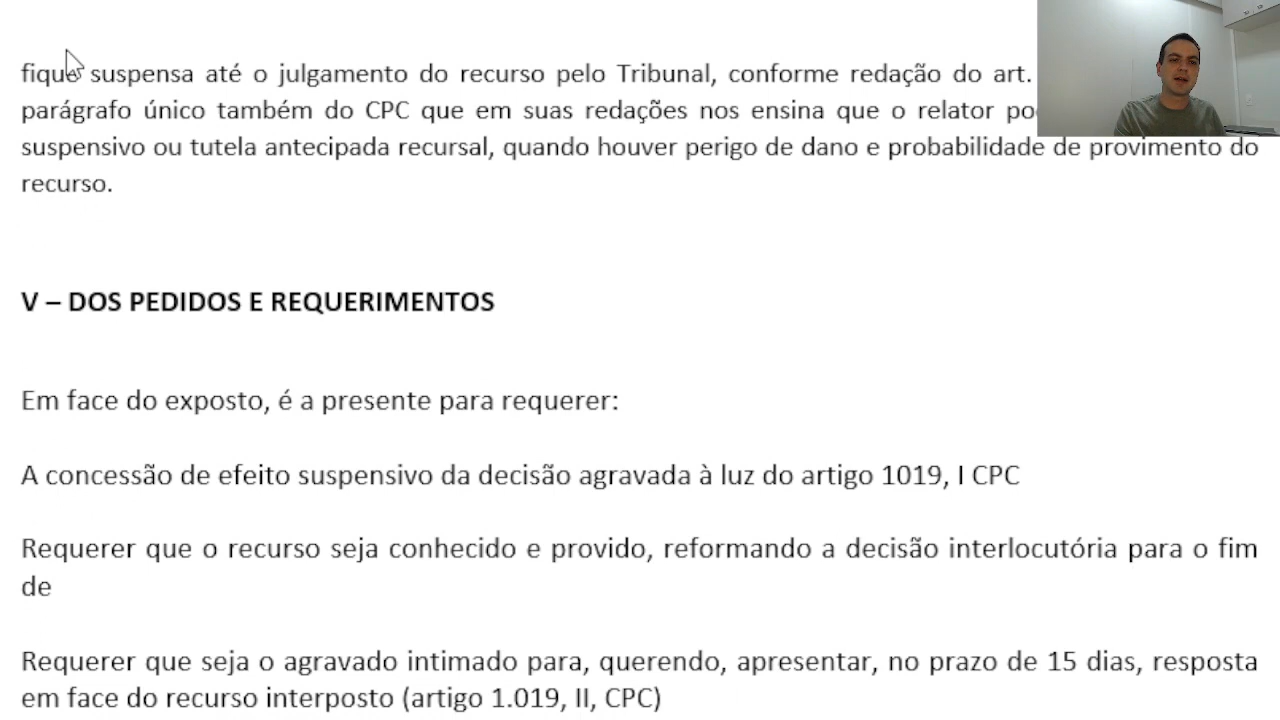 fique suspensa até o julgamento do recurso pelo Tribunal, conforme redação do art.
parágrafo único também do CPC que em suas redações nos ensina que o relator
suspensivo ou tutela antecipada recursal, quando houver perigo de dano e probabilidade de provimento do
recurso.
V – DOS PEDIDOS E REQUERIMENTOS
Em face do exposto, é a presente para requerer:
A concessão de efeito suspensivo da decisão agravada à luz do artigo 1019, I CPC
Requerer que o recurso seja conhecido e provido, reformando a decisão interlocutória para o fim
de
Requerer que seja o agravado intimado para, querendo, apresentar, no prazo de 15 dias, resposta
em face do recurso interposto (artigo 1.019, II, CPC)